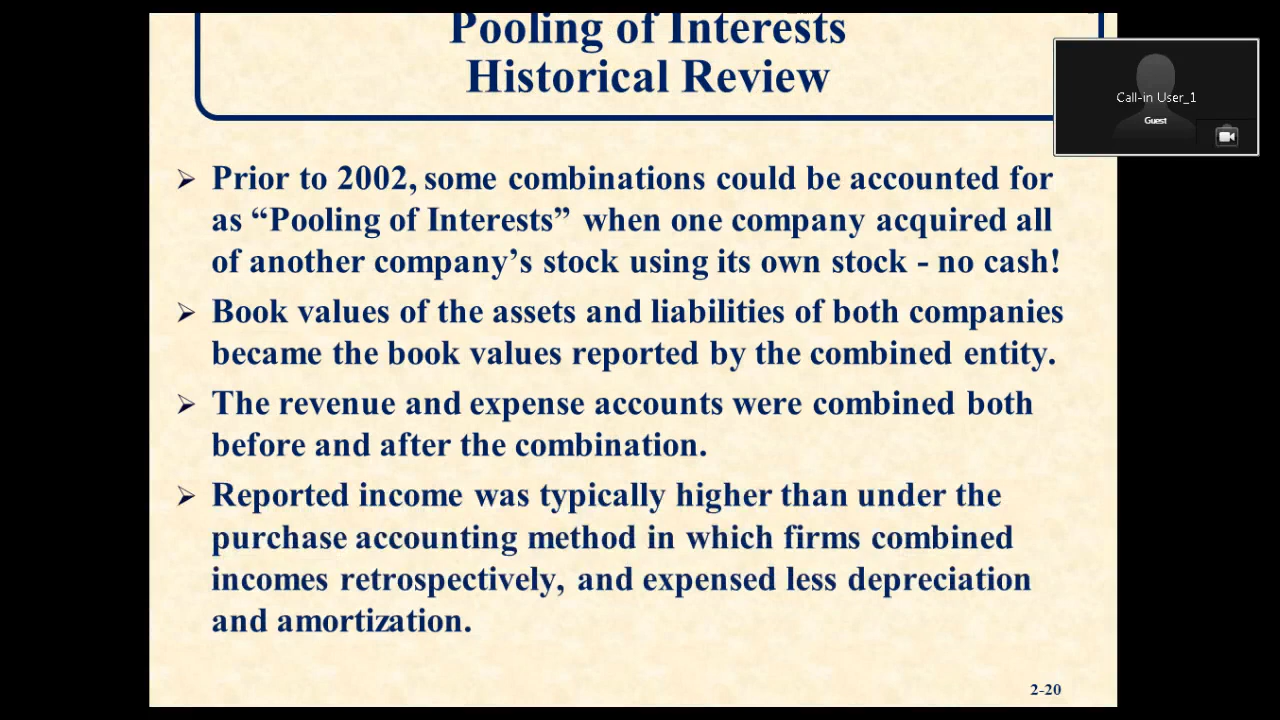 Pooling of Interests
Historical Review
Call-in User_1
Guest
➢ Prior to 2002, some combinations could be accounted for
as “Pooling of Interests” when one company acquired all
of another company’s stock using its own stock - no cash!
➢ Book values of the assets and liabilities of both companies
became the book values reported by the combined entity.
➢ The revenue and expense accounts were combined both
before and after the combination.
➢ Reported income was typically higher than under the
purchase accounting method in which firms combined
incomes retrospectively, and expensed less depreciation
and amortization.
2-20